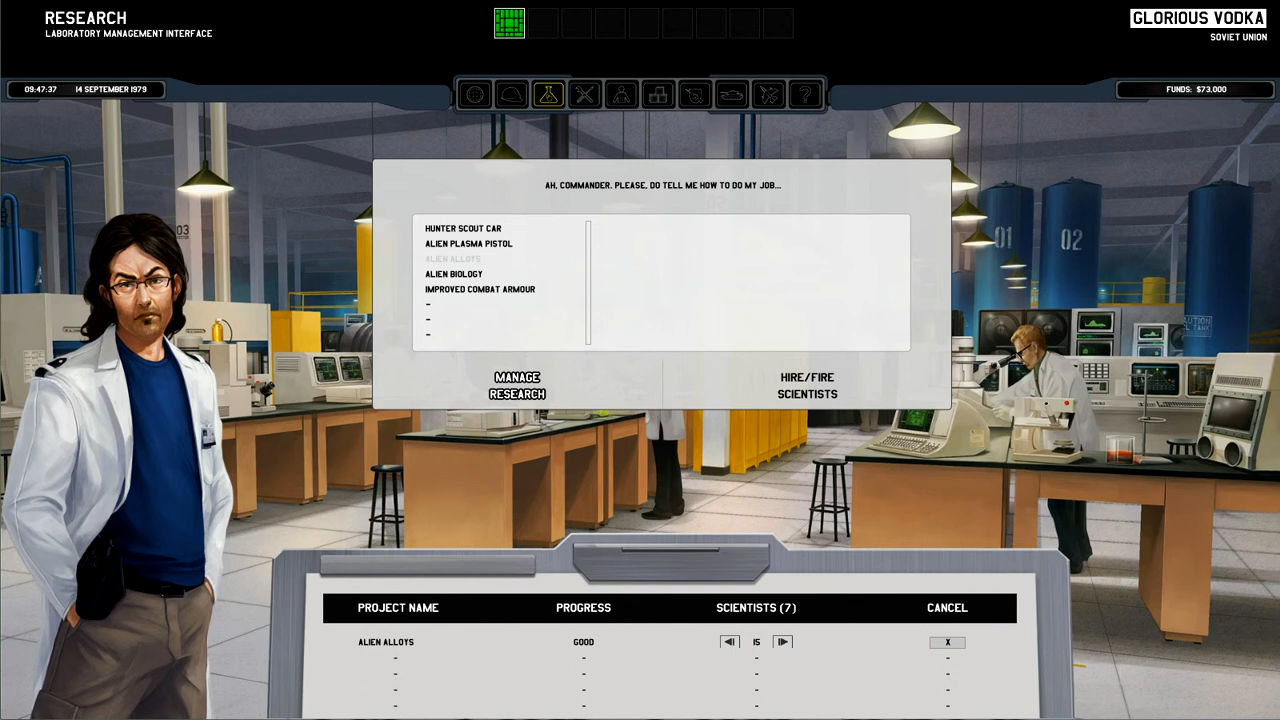 RESEARCH
LABORATORY MANAGEMENT INTERFACE
GLORIOUS VODKA
SOVIET UNION
09:47:37 14 SEPTEMBER 1979
?
FUNDS: $73,000
AH, COMMANDER. PLEASE, DO TELL ME HOW TO DO MY JOB...
HUNTER SCOUT CAR
ALIEN PLASMA PISTOL
ALIEN ALLOYS
ALIEN BIOLOGY
IMPROVED COMBAT ARMOUR
-
-
-
MANAGE
RESEARCH
HIRE/FIRE
SCIENTISTS
03
01
02
CAUTION
PROJECT NAME PROGRESS SCIENTISTS (7) CANCEL
ALIEN ALLOYS GOOD 15 X
- - - -
- - - -
- - - -
- - - -